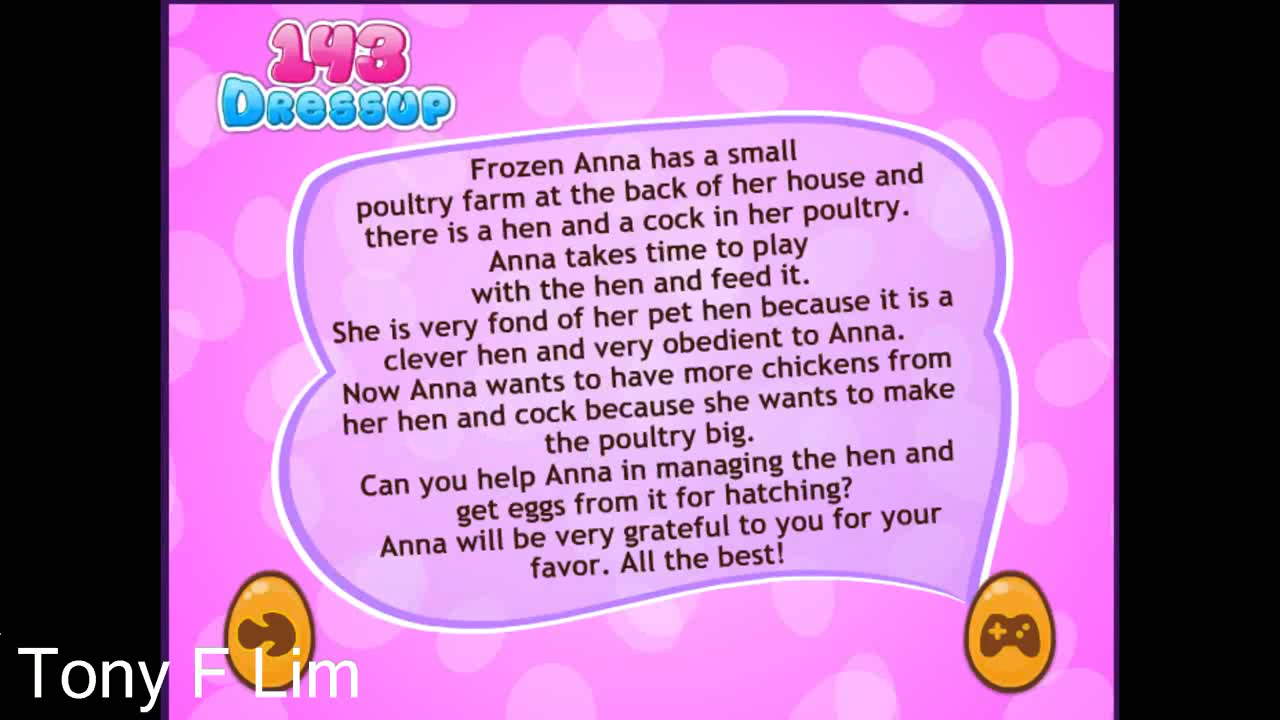 143
DRESSUP
Frozen Anna has a small
poultry farm at the back of her house and
there is a hen and a cock in her poultry.
Anna takes time to play
with the hen and feed it.
She is very fond of her pet hen because it is a
clever hen and very obedient to Anna.
Now Anna wants to have more chickens from
her hen and cock because she wants to make
the poultry big.
Can you help Anna in managing the hen and
get eggs from it for hatching?
Anna will be very grateful to you for your
favor. All the best!
Tony F Lim